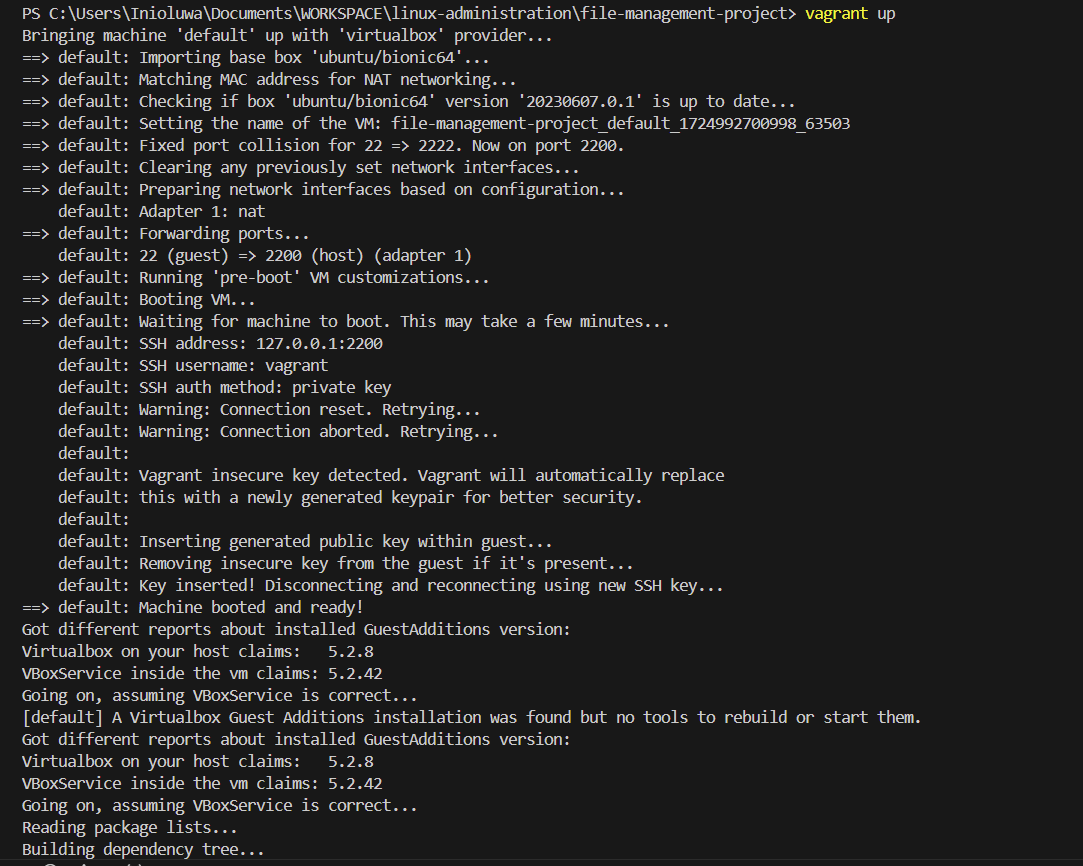 PS C:\Users\Inioluwa\Documents\WORKSPACE\linux-administration\file-management-project> vagrant up
Bringing machine 'default' up with 'virtualbox' provider...
==> default: Importing base box 'ubuntu/bionic64'...
==> default: Matching MAC address for NAT networking...
==> default: Checking if box 'ubuntu/bionic64' version '20230607.0.1' is up to date...
==> default: Setting the name of the VM: file-management-project_default_1724992700998_63503
==> default: Fixed port collision for 22 => 2222. Now on port 2200.
==> default: Clearing any previously set network interfaces...
==> default: Preparing network interfaces based on configuration...
    default: Adapter 1: nat
==> default: Forwarding ports...
    default: 22 (guest) => 2200 (host) (adapter 1)
==> default: Running 'pre-boot' VM customizations...
==> default: Booting VM...
==> default: Waiting for machine to boot. This may take a few minutes...
    default: SSH address: 127.0.0.1:2200
    default: SSH username: vagrant
    default: SSH auth method: private key
    default: Warning: Connection reset. Retrying...
    default: Warning: Connection aborted. Retrying...
    default:
    default: Vagrant insecure key detected. Vagrant will automatically replace
    default: this with a newly generated keypair for better security.
    default:
    default: Inserting generated public key within guest...
    default: Removing insecure key from the guest if it's present...
    default: Key inserted! Disconnecting and reconnecting using new SSH key...
==> default: Machine booted and ready!
Got different reports about installed GuestAdditions version:
Virtualbox on your host claims:   5.2.8
VBoxService inside the vm claims: 5.2.42
Going on, assuming VBoxService is correct...
[default] A Virtualbox Guest Additions installation was found but no tools to rebuild or start them.
Got different reports about installed GuestAdditions version:
Virtualbox on your host claims:   5.2.8
VBoxService inside the vm claims: 5.2.42
Going on, assuming VBoxService is correct...
Reading package lists...
Building dependency tree...